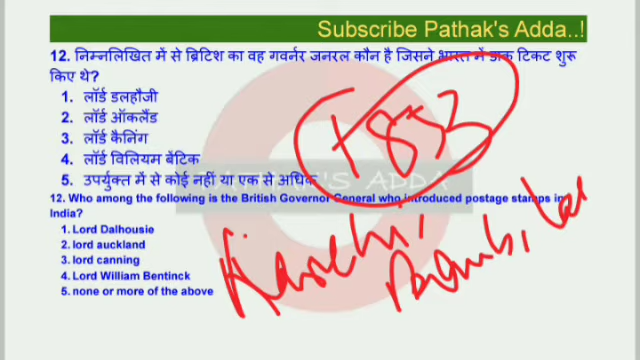 Subscribe Pathak's Adda..!
12. निम्नलिखित में से ब्रिटिश का वह गवर्नर जनरल कौन है जिसने भारत में डाक टिकट शुरू
किए थे?
1. लॉर्ड डलहौजी
2. लॉर्ड ऑकलैंड
3. लॉर्ड कैनिंग
4. लॉर्ड विलियम बेंटिक
5. उपर्युक्त में से कोई नहीं या एक से अधिक
1853
PATHAK'S ADDA
12. Who among the following is the British Governor General who introduced postage stamps in
India?
1. Lord Dalhousie
2. lord auckland
3. lord canning
4. Lord William Bentinck
5. none or more of the above